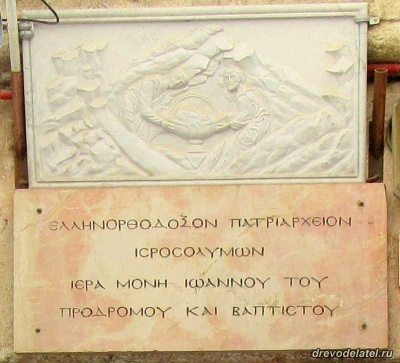 ΕΛΛΗΝΟΡΘΟΔΟΞΟΝ ΠΑΤΡΙΑΡΧΕΙΟΝ
ΙΕΡΟΣΟΛΥΜΩΝ
ΙΕΡΑ ΜΟΝΗ ΙΩΑΝΝΟΥ ΤΟΥ
ΠΡΟΔΡΟΜΟΥ ΚΑΙ ΒΑΠΤΙΣΤΟΥ
drevodelatel.ru